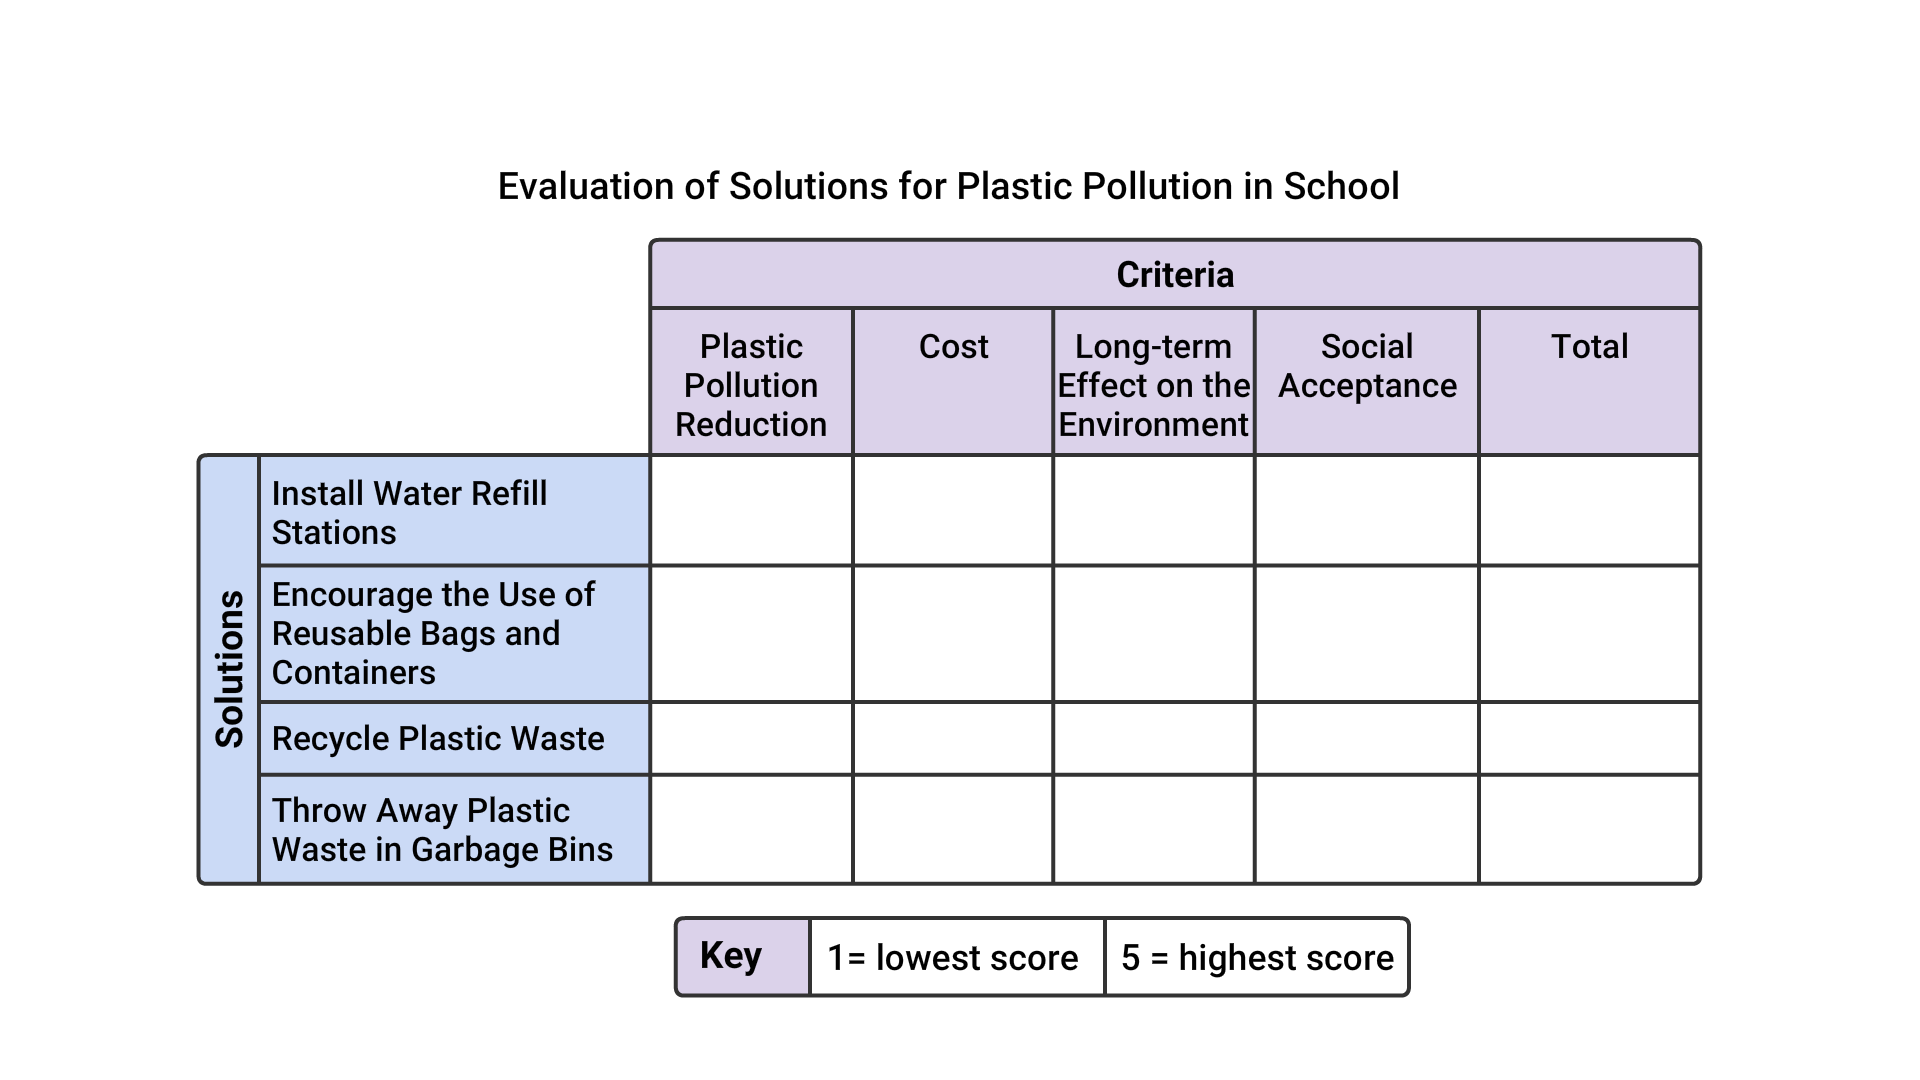 Evaluation of Solutions for Plastic Pollution in School
Criteria
Plastic
Pollution
Reduction
Cost
Long-term
Effect on the
Environment
Social
Acceptance
Total
Solutions
Install Water Refill
Stations
Encourage the Use of
Reusable Bags and
Containers
Recycle Plastic Waste
Throw Away Plastic
Waste in Garbage Bins
Key
1= lowest score
5 = highest score